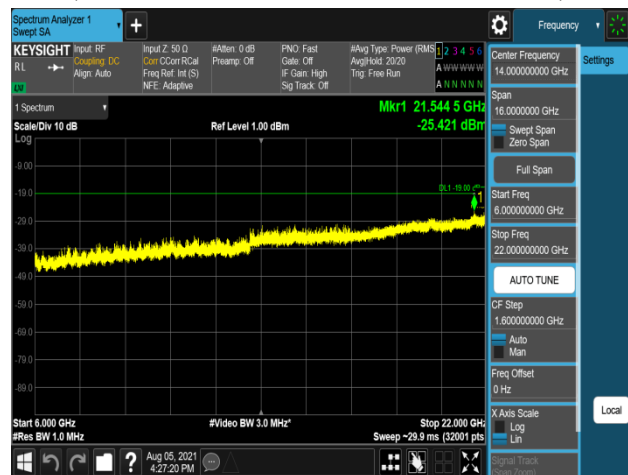 Spectrum Analyzer 1
Swept SA
Frequency
KEYSIGHT
RL
LXI
Input: RF
Coupling: DC
Align: Auto
Input Z: 50 Ω
Corr CCorr RCal
Freq Ref: Int (S)
NFE: Adaptive
#Atten: 0 dB
Preamp: Off
PNO: Fast
Gate: Off
IF Gain: High
Sig Track: Off
#Avg Type: Power (RMS
Avg|Hold: 20/20
Trig: Free Run
1 2 3 4 5 6
A W W W W W
A N N N N N
1 Spectrum
Scale/Div 10 dB
Log
Ref Level 1.00 dBm
Mkr1 21.544 5 GHz
-25.421 dBm
-9.00
-19.0
-29.0
-39.0
-49.0
-59.0
-69.0
-79.0
-89.0
DL1 -19.00 dBm
1
Start 6.000 GHz
#Res BW 1.0 MHz
#Video BW 3.0 MHz*
Stop 22.000 GHz
Sweep ~29.9 ms (32001 pts
Aug 05, 2021
4:27:20 PM
Center Frequency
14.000000000 GHz
Span
16.0000000 GHz
Swept Span
Zero Span
Full Span
Start Freq
6.000000000 GHz
Stop Freq
22.000000000 GHz
AUTO TUNE
CF Step
1.600000000 GHz
Auto
Man
Freq Offset
0 Hz
X Axis Scale
Log
Lin
Signal Track
(Span Zoom)
Settings
Local